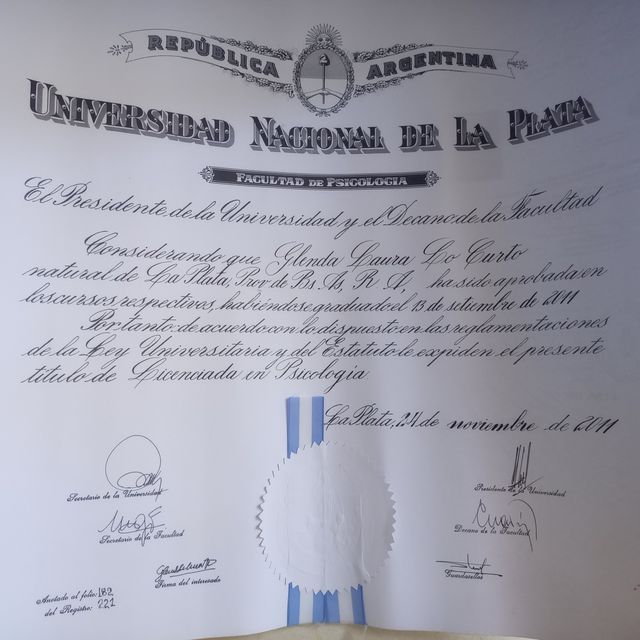 REPÚBLICA ARGENTINA
UNIVERSIDAD NACIONAL DE LA PLATA
FACULTAD DE PSICOLOGIA
El Presidente de la Universidad y el Decano de la Facultad
Considerando que Glenda Laura Lo Curto
natural de La Plata, Prov. de Bs. As, R. A, ha sido aprobada en
los cursos respectivos, habiéndose graduado el 13 de setiembre de 2011
Por tanto: de acuerdo con lo dispuesto en las reglamentaciones
de la Ley Universitaria y del Estatuto le expiden el presente
título de Licenciada en Psicología
La Plata, 24 de noviembre de 2011
Secretario de la Universidad
Presidente de la Universidad
Secretario de la Facultad
Decano de la Facultad
Firma del interesado
Guardasellos
Anotado al folio: 182
del Registro: 221